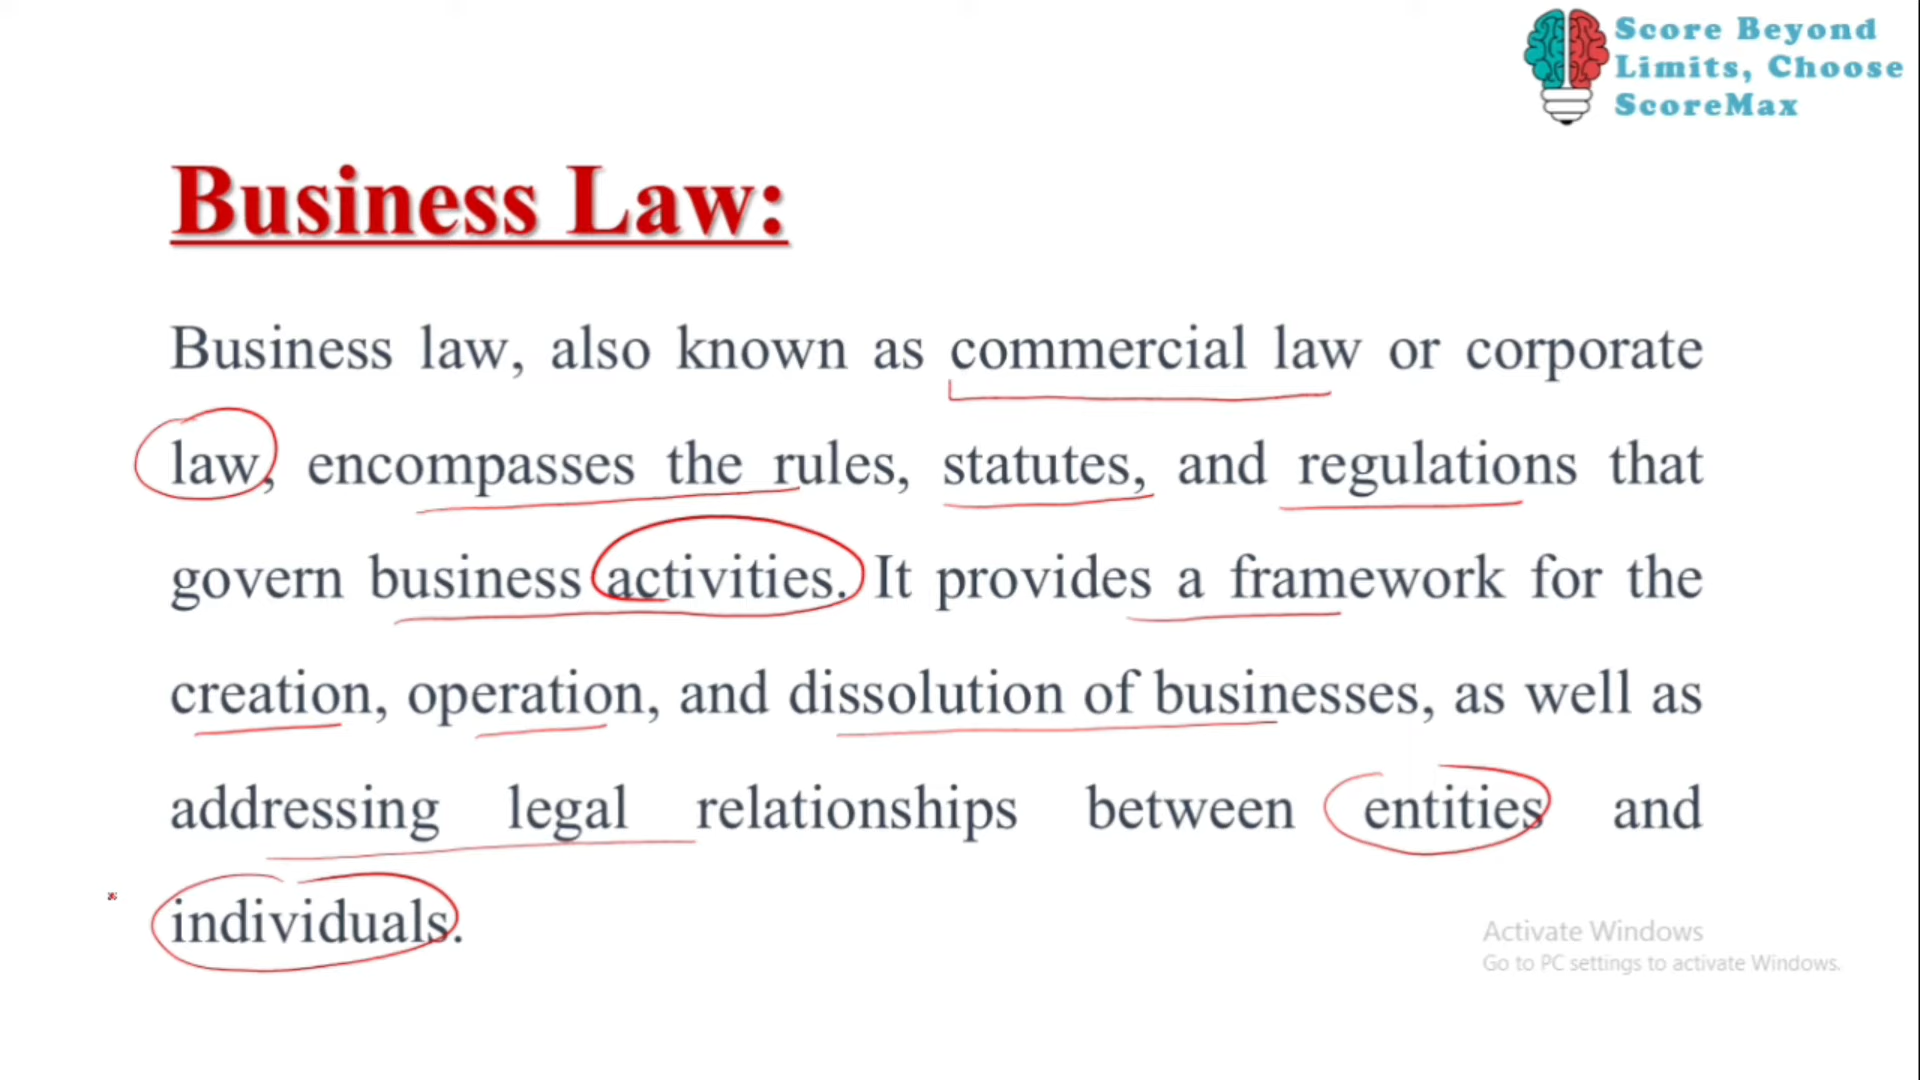 Score Beyond
Limits, Choose
ScoreMax
Business Law:
Business law, also known as commercial law or corporate
law, encompasses the rules, statutes, and regulations that
govern business activities. It provides a framework for the
creation, operation, and dissolution of businesses, as well as
addressing legal relationships between entities and
individuals.
Activate Windows
Go to PC settings to activate Windows.